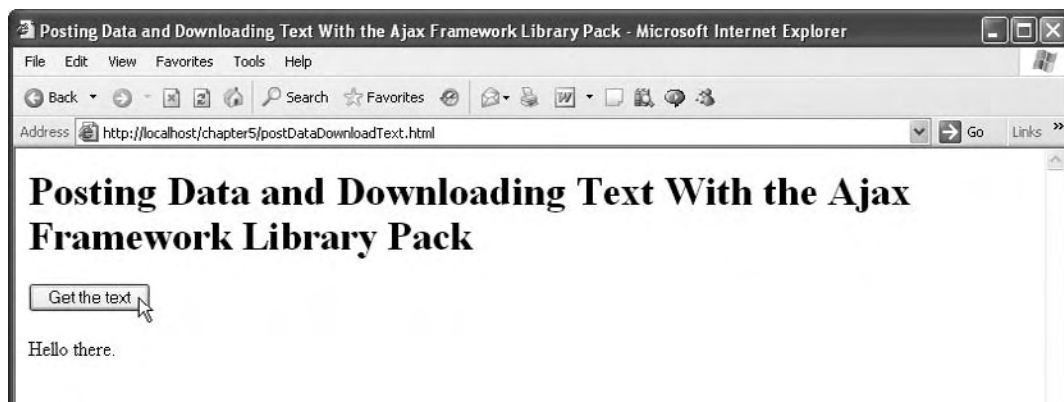 Posting Data and Downloading Text With the Ajax Framework Library Pack - Microsoft Internet Explorer
File Edit View Favorites Tools Help
Back Search Favorites
Address http://localhost/chapter5/postDataDownloadText.html Go Links »
Posting Data and Downloading Text With the Ajax
Framework Library Pack
Get the text
Hello there.